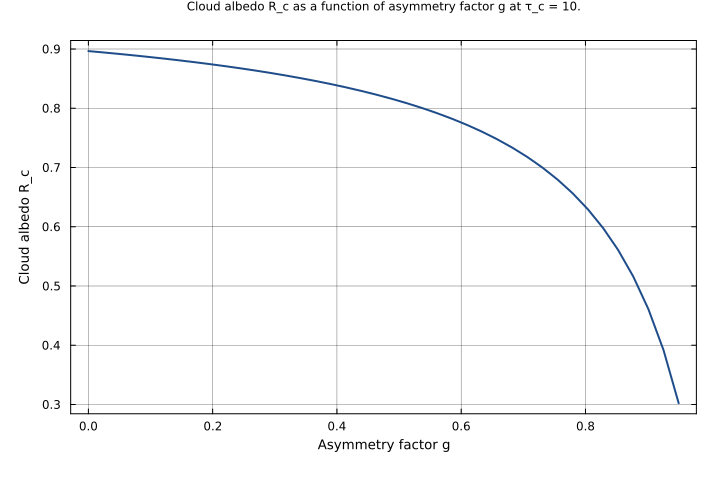 Cloud albedo R_c as a function of asymmetry factor g at τ_c = 10.
0.9
0.8
0.7
0.6
0.5
0.4
0.3
Cloud albedo R_c
0.0 0.2 0.4 0.6 0.8
Asymmetry factor g